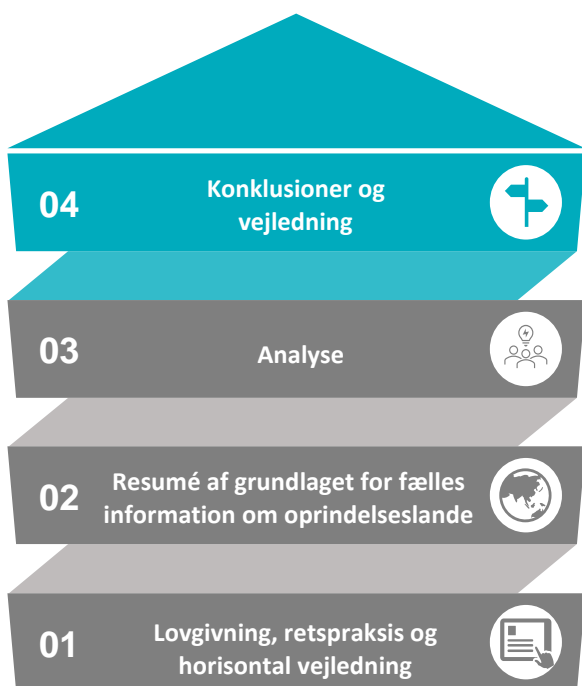 04
Konklusioner og
vejledning
03
Analyse
02
Resumé af grundlaget for fælles
information om oprindelseslande
01
Lovgivning, retspraksis og
horisontal vejledning